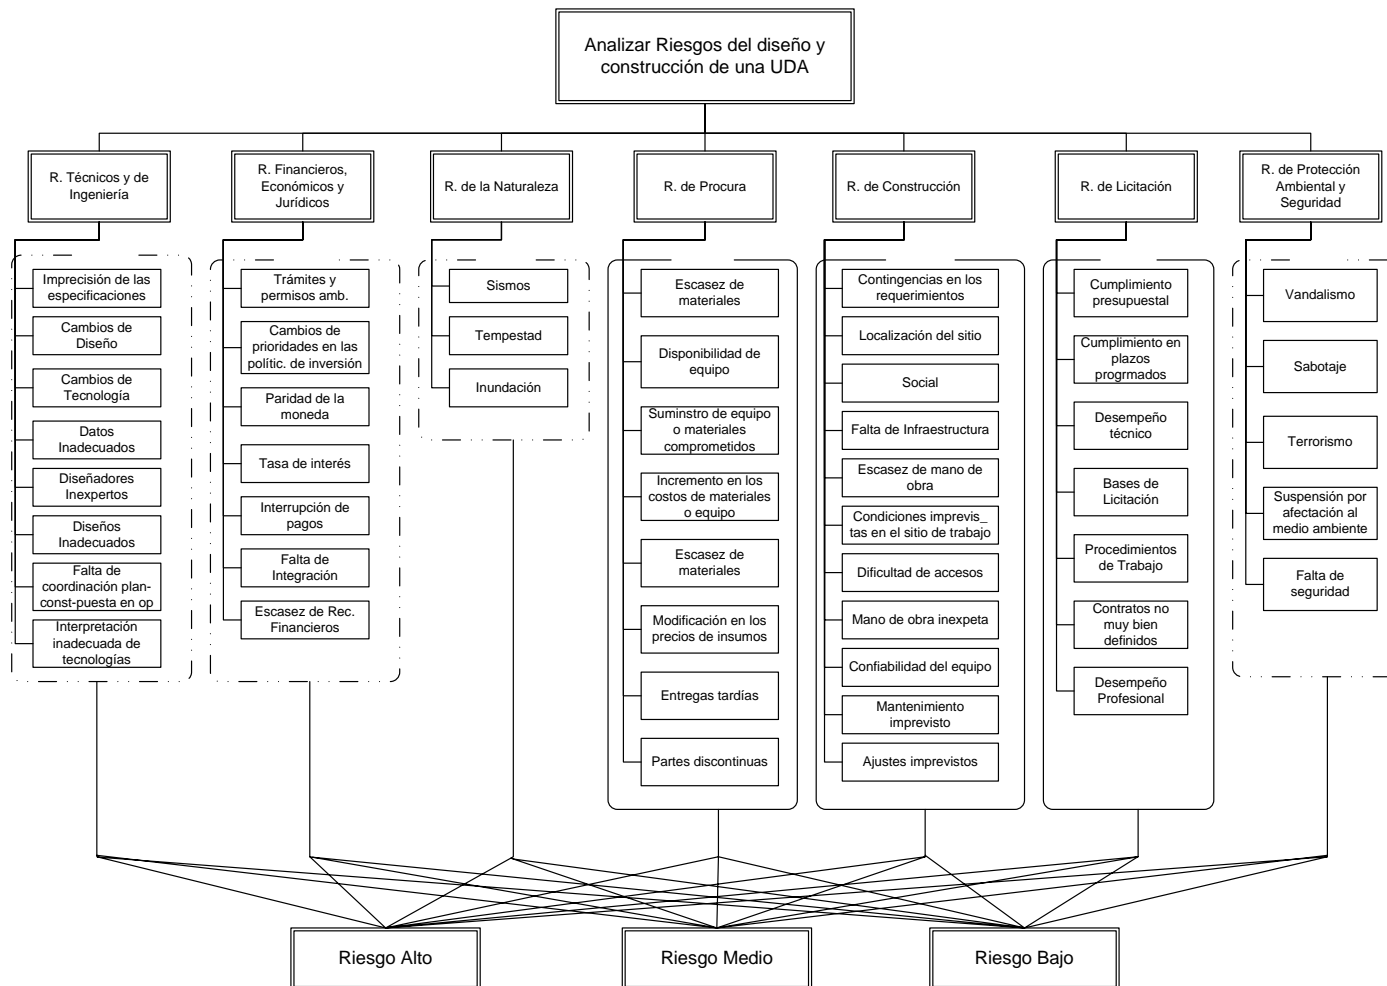 Analizar Riesgos del diseño y
construcción de una UDA
R. Técnicos y de
Ingeniería
R. Financieros,
Económicos y
Jurídicos
R. de la Naturaleza
R. de Procura
R. de Construcción
R. de Licitación
R. de Protección
Ambiental y
Seguridad
Imprecisión de las
especificaciones
Cambios de
Diseño
Cambios de
Tecnología
Datos
Inadecuados
Diseñadores
Inexpertos
Diseños
Inadecuados
Falta de
coordinación plan-
const-puesta en op
Interpretación
inadecuada de
tecnologías
Trámites y
permisos amb.
Cambios de
prioridades en las
polític. de inversión
Paridad de la
moneda
Tasa de interés
Interrupción de
pagos
Falta de
Integración
Escasez de Rec.
Financieros
Sismos
Tempestad
Inundación
Escasez de
materiales
Disponibilidad de
equipo
Suminstro de equipo
o materiales
comprometidos
Incremento en los
costos de materiales
o equipo
Escasez de
materiales
Modificación en los
precios de insumos
Entregas tardías
Partes discontinuas
Contingencias en los
requerimientos
Localización del sitio
Social
Falta de Infraestructura
Escasez de mano de
obra
Condiciones imprevis_
tas en el sitio de trabajo
Dificultad de accesos
Mano de obra inexpeta
Confiabilidad del equipo
Mantenimiento
imprevisto
Ajustes imprevistos
Cumplimiento
presupuestal
Cumplimiento en
plazos
progrmados
Desempeño
técnico
Bases de
Licitación
Procedimientos
de Trabajo
Contratos no
muy bien
definidos
Desempeño
Profesional
Vandalismo
Sabotaje
Terrorismo
Suspensión por
afectación al
medio ambiente
Falta de
seguridad
Riesgo Alto
Riesgo Medio
Riesgo Bajo